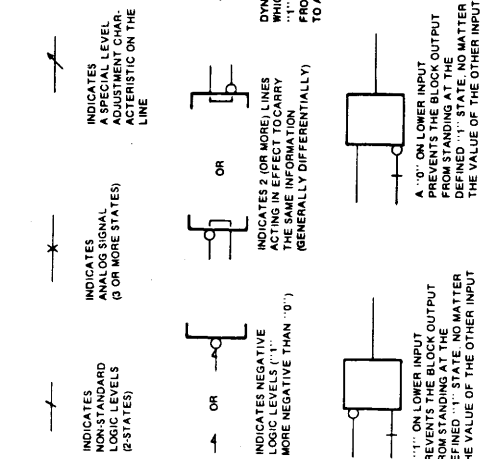 INDICATES
NON-STANDARD
LOGIC LEVELS
(2-STATES)
INDICATES
ANALOG SIGNAL
(3 OR MORE STATES)
INDICATES
A SPECIAL LEVEL
ADJUSTMENT CHAR-
ACTERISTIC ON THE
LINE
OR
INDICATES NEGATIVE
LOGIC LEVELS ("1"
MORE NEGATIVE THAN "0")
OR
INDICATES 2 (OR MORE) LINES
ACTING IN EFFECT TO CARRY
THE SAME INFORMATION
(GENERALLY DIFFERENTIALLY)
"1"
TO
"1" ON LOWER INPUT
PREVENTS THE BLOCK OUTPUT
FROM STANDING AT THE
DEFINED "1" STATE, NO MATTER
THE VALUE OF THE OTHER INPUT
A "0" ON LOWER INPUT
PREVENTS THE BLOCK OUTPUT
FROM STANDING AT THE
DEFINED "1" STATE, NO MATTER
THE VALUE OF THE OTHER INPUT